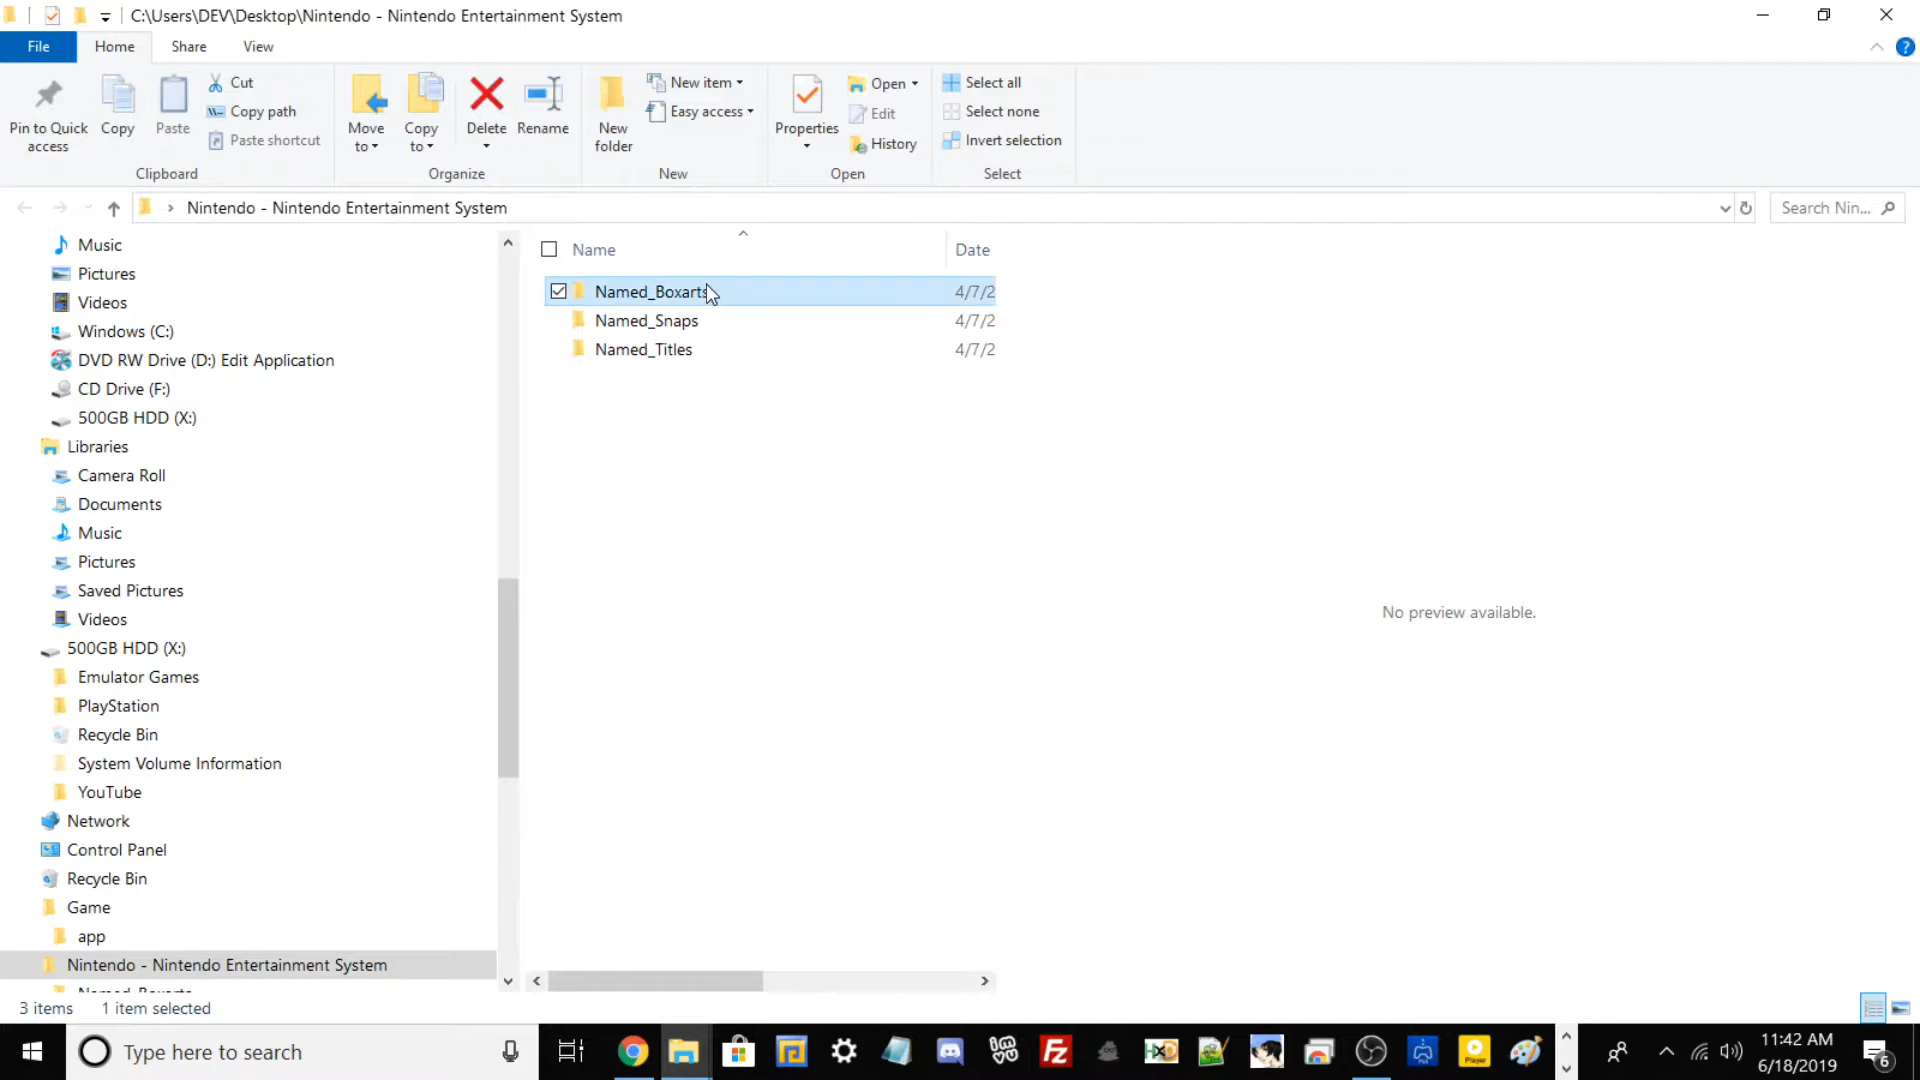 C:\Users\DEV\Desktop\Nintendo - Nintendo Entertainment System
File Home Share View
Pin to Quick access
Copy
Paste
Cut
Copy path
Paste shortcut
Clipboard
Move to
Copy to
Delete
Rename
Organize
New folder
New item
Easy access
New
Properties
Open
Edit
History
Open
Select all
Select none
Invert selection
Select
Nintendo - Nintendo Entertainment System
Search Nin...
Music
Pictures
Videos
Windows (C:)
DVD RW Drive (D:) Edit Application
CD Drive (F:)
500GB HDD (X:)
Libraries
Camera Roll
Documents
Music
Pictures
Saved Pictures
Videos
500GB HDD (X:)
Emulator Games
PlayStation
Recycle Bin
System Volume Information
YouTube
Network
Control Panel
Recycle Bin
Game
app
Nintendo - Nintendo Entertainment System
Named_Boxarts
Name Date
Named_Boxarts 4/7/2
Named_Snaps 4/7/2
Named_Titles 4/7/2
No preview available.
3 items 1 item selected
Type here to search
FZ
HXD
Player
11:42 AM
6/18/2019
6